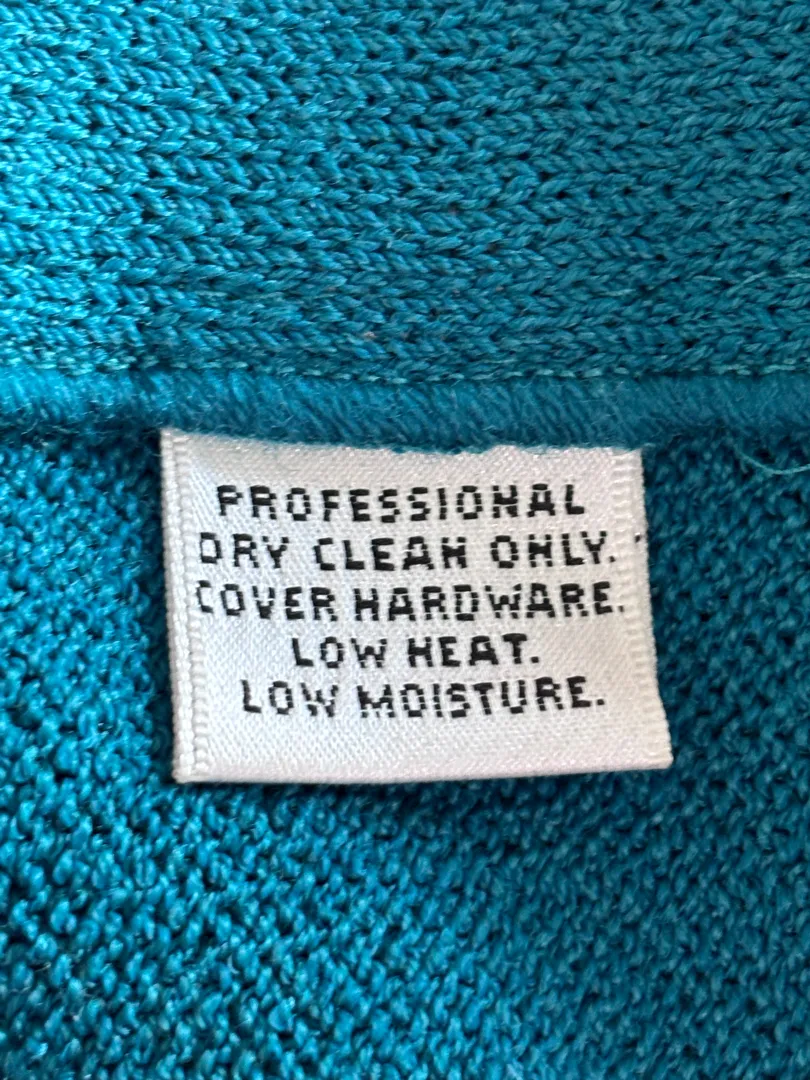 PROFESSIONAL
DRY CLEAN ONLY.
COVER HARDWARE.
LOW HEAT.
LOW MOISTURE.